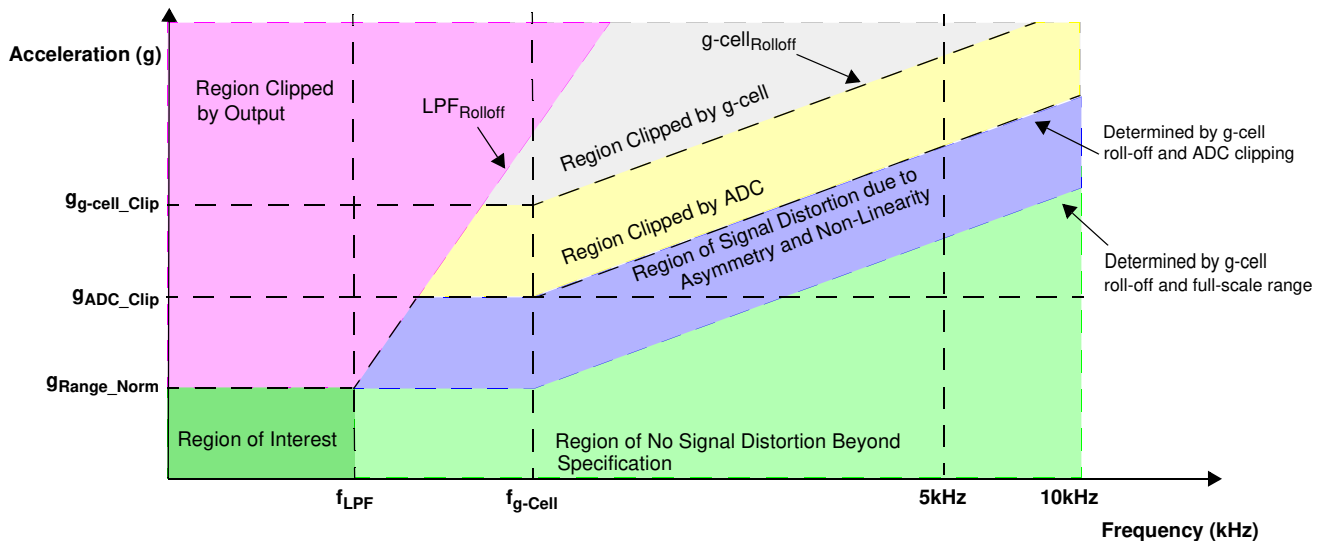 Acceleration (g)
Region Clipped
by Output
LPFRolloff
g-cellRolloff
Region Clipped by g-cell
Determined by g-cell
roll-off and ADC clipping
gg-cell_Clip
Region Clipped by ADC
Region of Signal Distortion due to
Asymmetry and Non-Linearity
Determined by g-cell
roll-off and full-scale range
gADC_Clip
gRange_Norm
Region of Interest
Region of No Signal Distortion Beyond
Specification
fLPF
fg-Cell
5kHz
10kHz
Frequency (kHz)